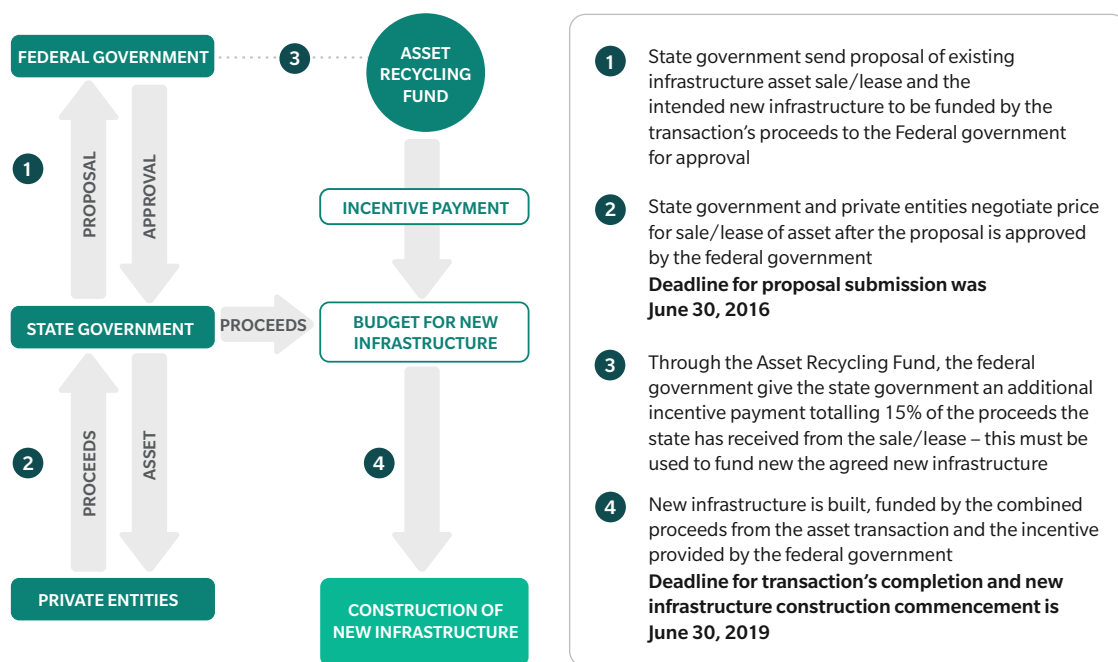 FEDERAL GOVERNMENT
3
ASSET
RECYCLING
FUND
1
PROPOSAL
APPROVAL
INCENTIVE PAYMENT
STATE GOVERNMENT
PROCEEDS
BUDGET FOR NEW
INFRASTRUCTURE
2
PROCEEDS
ASSET
4
PRIVATE ENTITIES
CONSTRUCTION OF
NEW INFRASTRUCTURE
1
State government send proposal of existing
infrastructure asset sale/lease and the
intended new infrastructure to be funded by the
transaction’s proceeds to the Federal government
for approval
2
State government and private entities negotiate price
for sale/lease of asset after the proposal is approved
by the federal government
Deadline for proposal submission was
June 30, 2016
3
Through the Asset Recycling Fund, the federal
government give the state government an additional
incentive payment totalling 15% of the proceeds the
state has received from the sale/lease – this must be
used to fund new the agreed new infrastructure
4
New infrastructure is built, funded by the combined
proceeds from the asset transaction and the incentive
provided by the federal government
Deadline for transaction’s completion and new
infrastructure construction commencement is
June 30, 2019